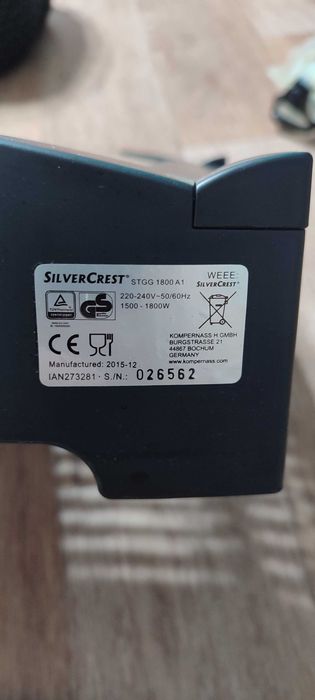 SILVERCREST® STGG 1800 A1
WEEE:
SILVERCREST®
220-240V~50/60Hz
1500 - 1800W
KOMPERNASS H GMBH
BURGSTRASSE 21
44867 BOCHUM
GERMANY
www.kompernass.com
CE
Manufactured: 2015-12
IAN273281 · S./N.: 026562